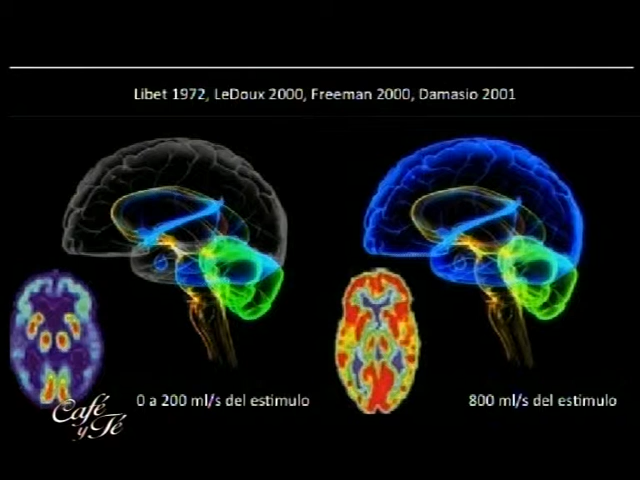 Libet 1972, LeDoux 2000, Freeman 2000, Damasio 2001
0 a 200 ml/s del estimulo
800 ml/s del estimulo
Café
y Té